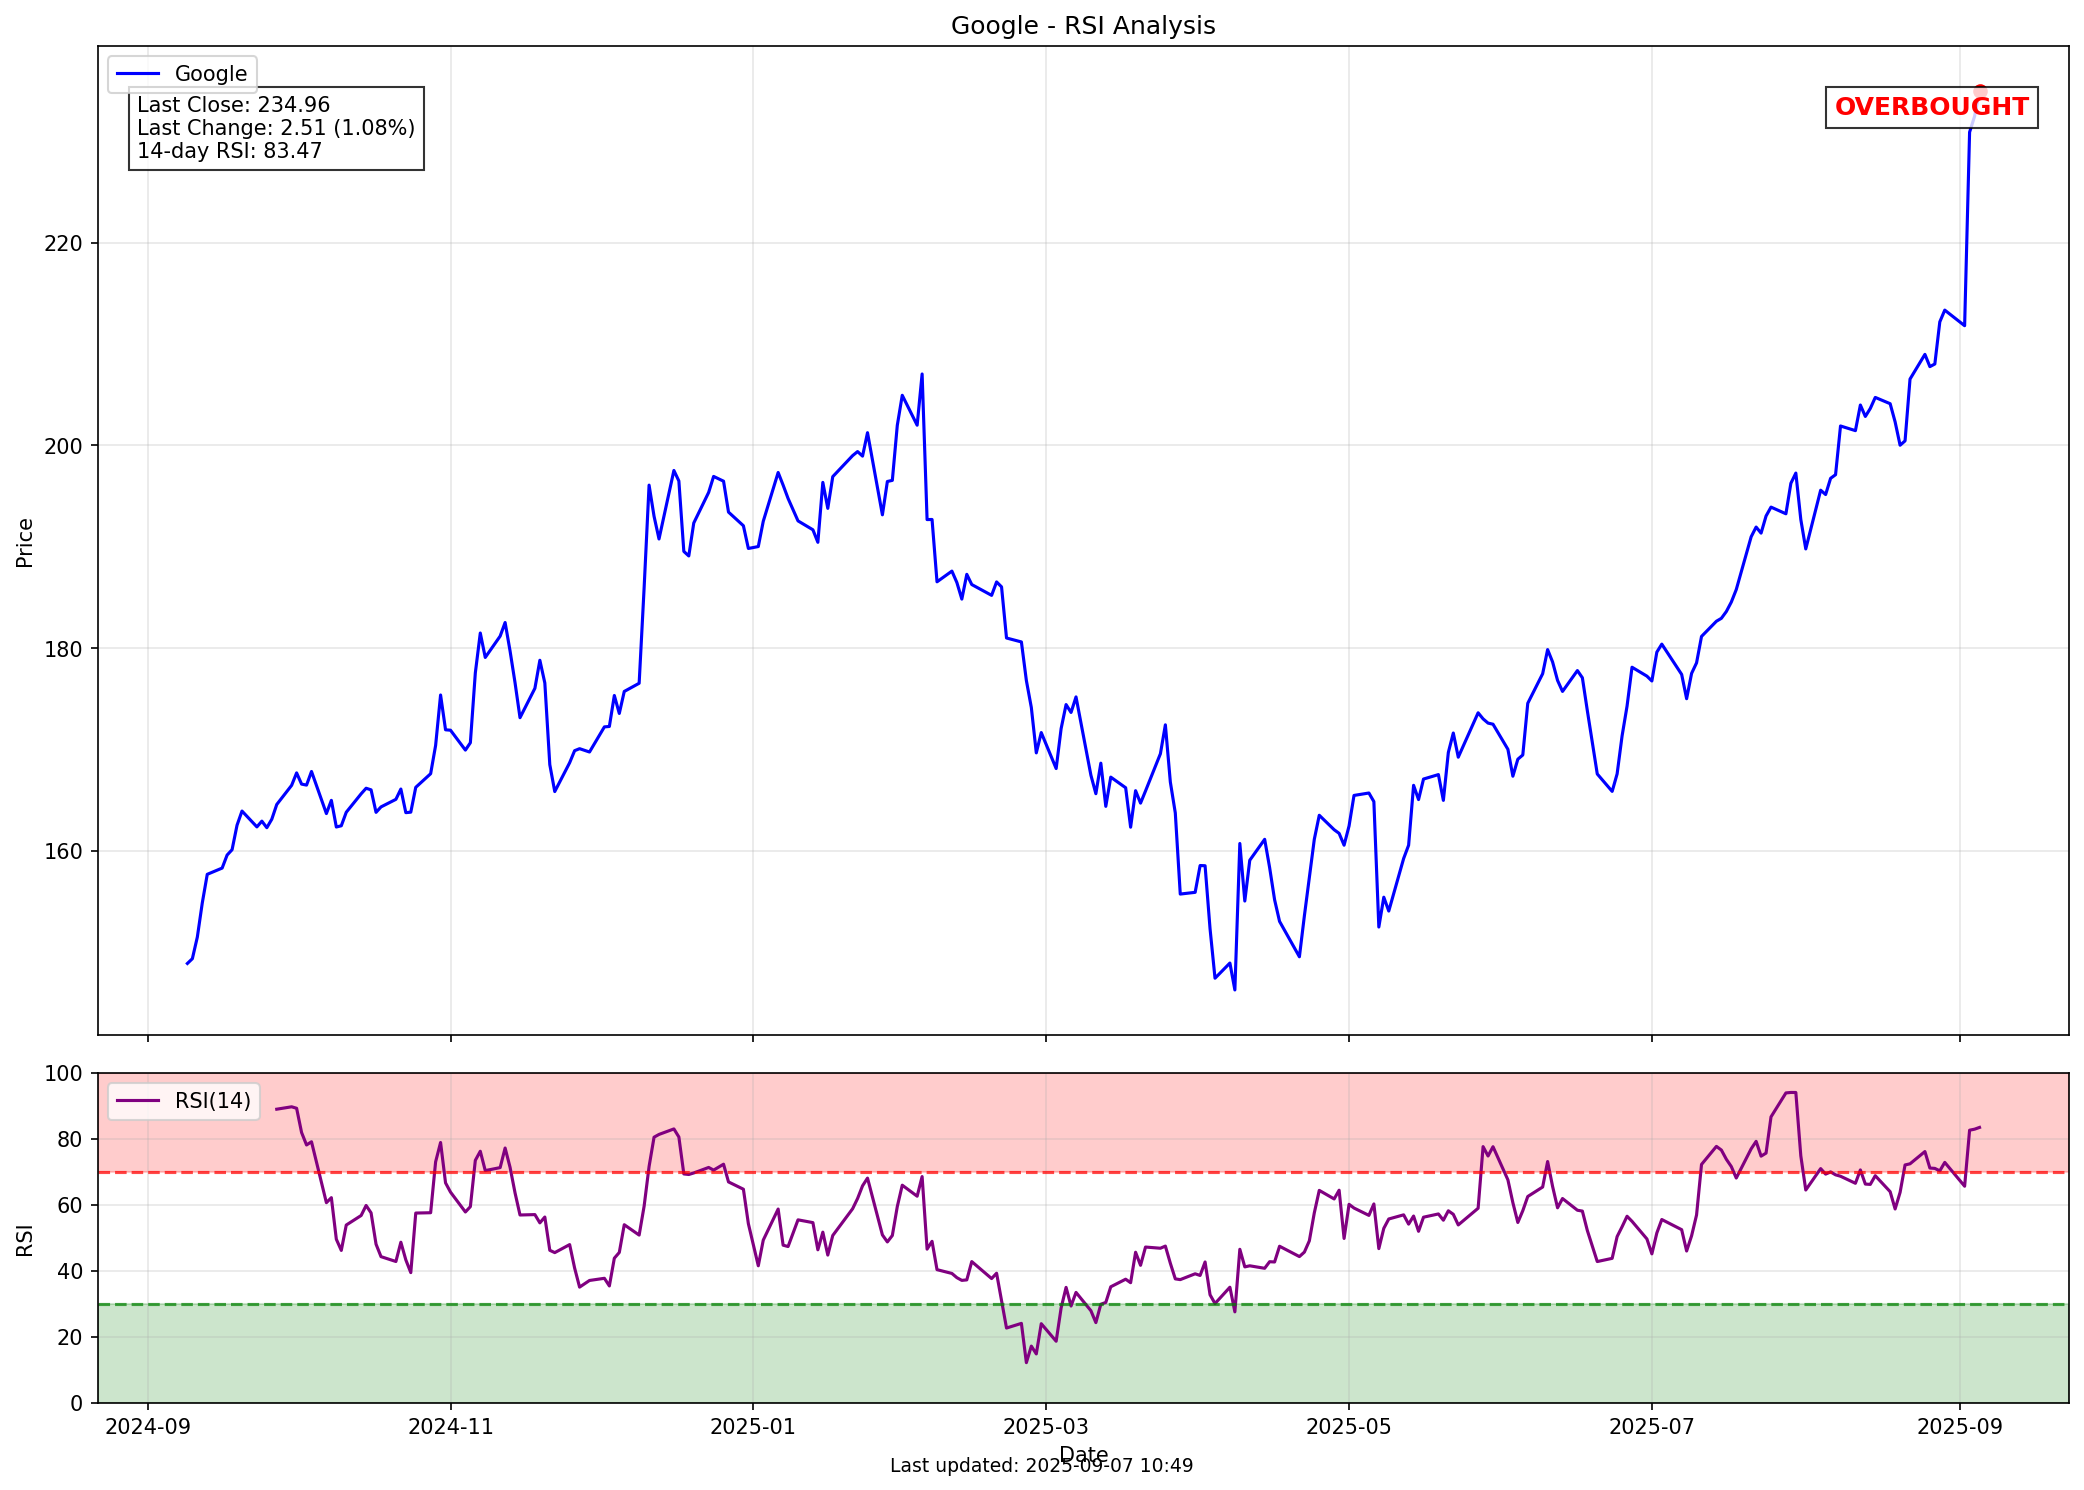 Google - RSI Analysis
Google
Last Close: 234.96
Last Change: 2.51 (1.08%)
14-day RSI: 83.47
OVERBOUGHT
220
200
180
160
Price
100
80
60
40
20
0
RSI
RSI(14)
2024-09
2024-11
2025-01
2025-03
2025-05
2025-07
2025-09
Date
Last updated: 2025-09-07 10:49